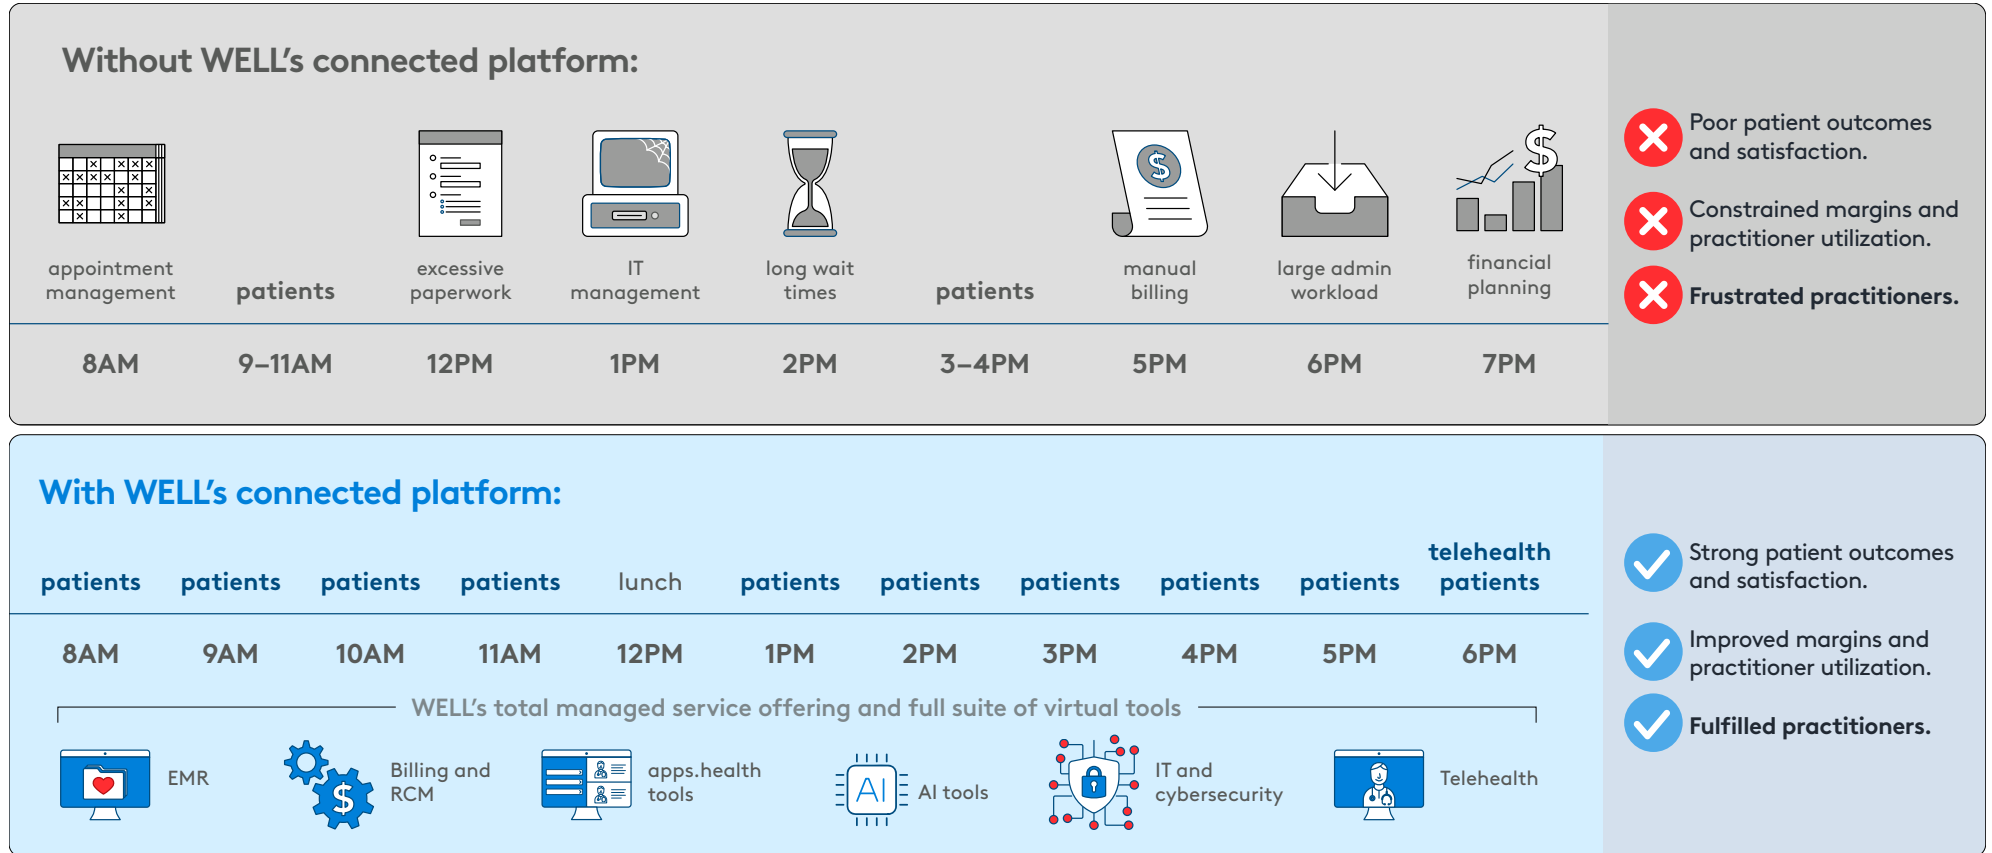 Without WELL's connected platform:
appointment
management
patients
excessive
paperwork
IT
management
long wait
times
patients
manual
billing
large admin
workload
financial
planning
8AM
9–11AM
12PM
1PM
2PM
3–4PM
5PM
6PM
7PM
Poor patient outcomes
and satisfaction.
Constrained margins and
practitioner utilization.
Frustrated practitioners.
With WELL's connected platform:
patients
patients
patients
patients
lunch
patients
patients
patients
patients
patients
telehealth
patients
8AM
9AM
10AM
11AM
12PM
1PM
2PM
3PM
4PM
5PM
6PM
WELL's total managed service offering and full suite of virtual tools
EMR
$
Billing and
RCM
apps.health
tools
AI
AI tools
IT and
cybersecurity
Telehealth
Strong patient outcomes
and satisfaction.
Improved margins and
practitioner utilization.
Fulfilled practitioners.